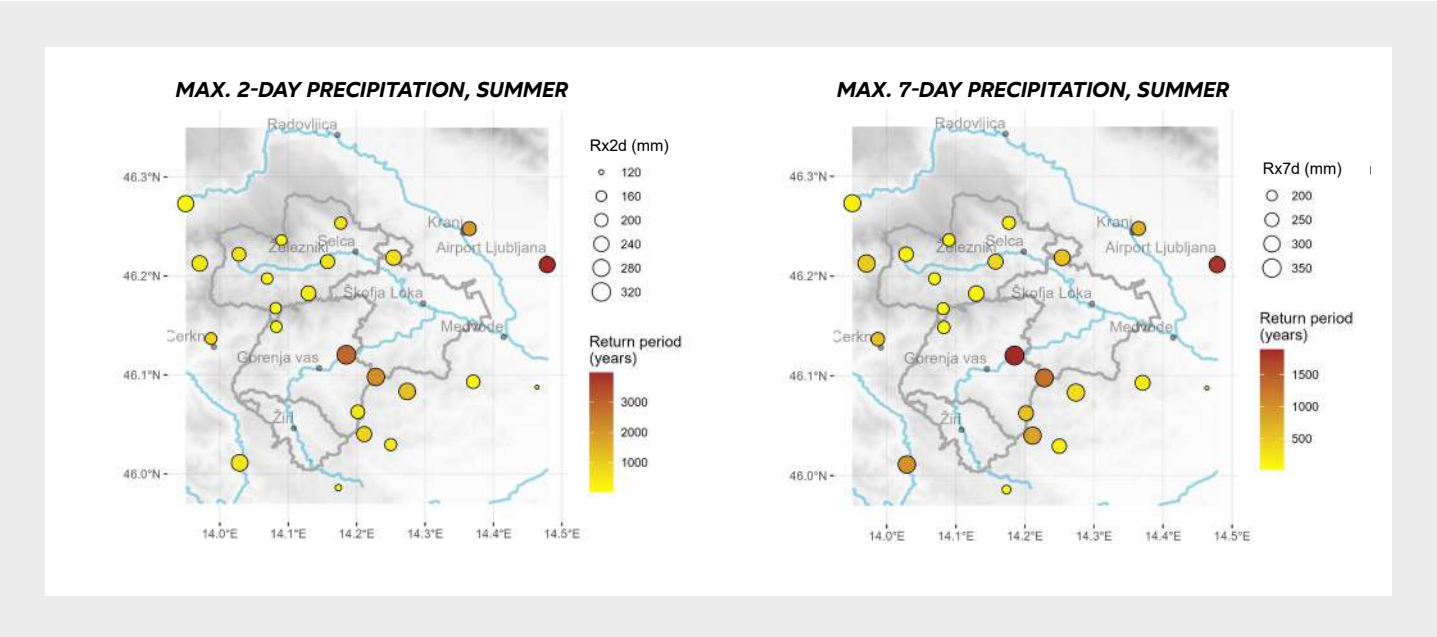 MAX. 2-DAY PRECIPITATION, SUMMER
Radovljica
46.3°N
Kranj
Železniki
Selca
Airport Ljubljana
46.2°N
Škofja Loka
Cerkn
Medvode
Gorenja vas
46.1°N
Žiri
46.0°N
14.0°E
14.1°E
14.2°E
14.3°E
14.4°E
14.5°E
Rx2d (mm)
120
160
200
240
280
320
Return period
(years)
3000
2000
1000
MAX. 7-DAY PRECIPITATION, SUMMER
Radovljica
46.3°N
Kranj
Železniki
Selca
Airport Ljubljana
46.2°N
Škofja Loka
Cerkn
Medvode
Gorenja vas
46.1°N
Žiri
46.0°N
14.0°E
14.1°E
14.2°E
14.3°E
14.4°E
14.5°E
Rx7d (mm)
200
250
300
350
Return period
(years)
1500
1000
500